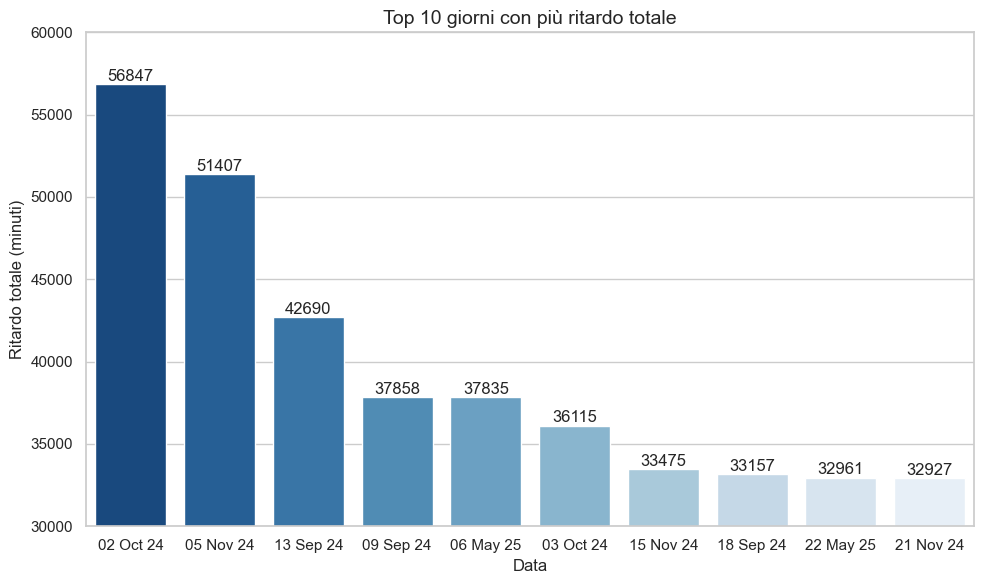 Top 10 giorni con più ritardo totale
Ritardo totale (minuti)
60000
55000
50000
45000
40000
35000
30000
56847
51407
42690
37858
37835
36115
33475
33157
32961
32927
02 Oct 24
05 Nov 24
13 Sep 24
09 Sep 24
06 May 25
03 Oct 24
15 Nov 24
18 Sep 24
22 May 25
21 Nov 24
Data